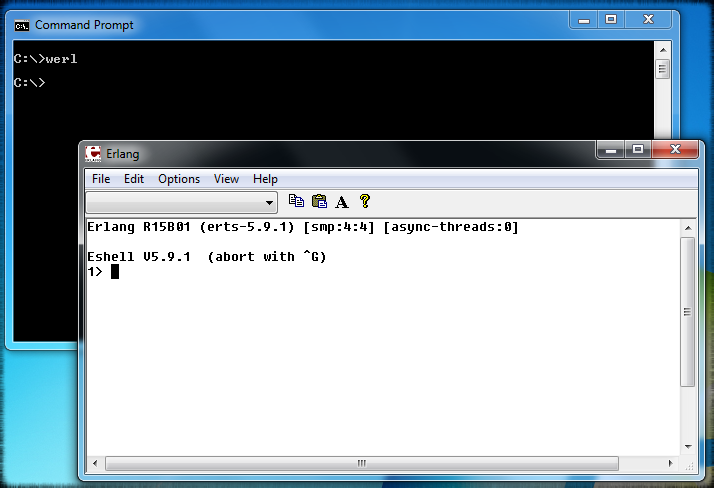 Command Prompt
C:\>werl
C:\>
Erlang
File Edit Options View Help
Erlang R15B01 (erts-5.9.1) [smp:4:4] [async-threads:0]
Eshell V5.9.1  (abort with ^G)
1>